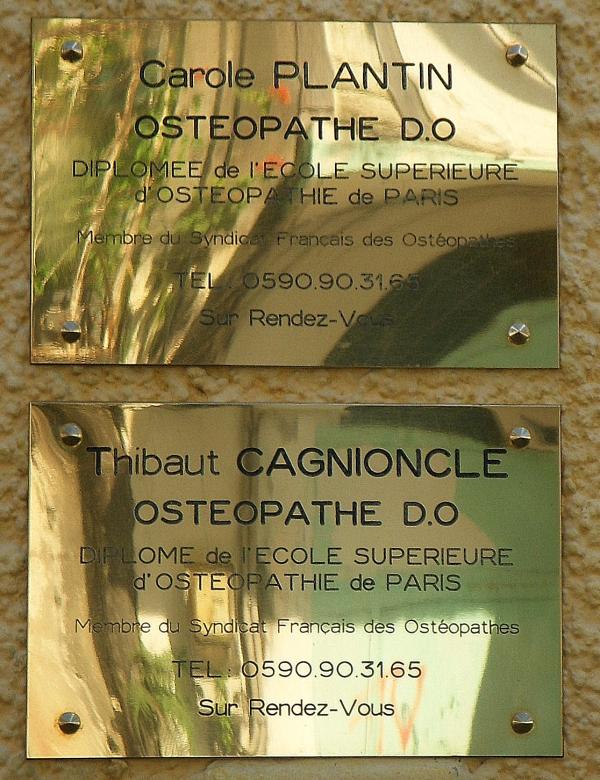 Carole PLANTIN
OSTEOPATHE D.O
DIPLOMEE de l'ECOLE SUPERIEURE
d'OSTEOPATHIE de PARIS
Membre du Syndicat Français des Ostéopathes
TEL : 0590.90.31.65
Sur Rendez-Vous
Thibaut CAGNIONCLE
OSTEOPATHE D.O
DIPLOME de l'ECOLE SUPERIEURE
d'OSTEOPATHIE de PARIS
Membre du Syndicat Français des Ostéopathes
TEL : 0590.90.31.65
Sur Rendez-Vous